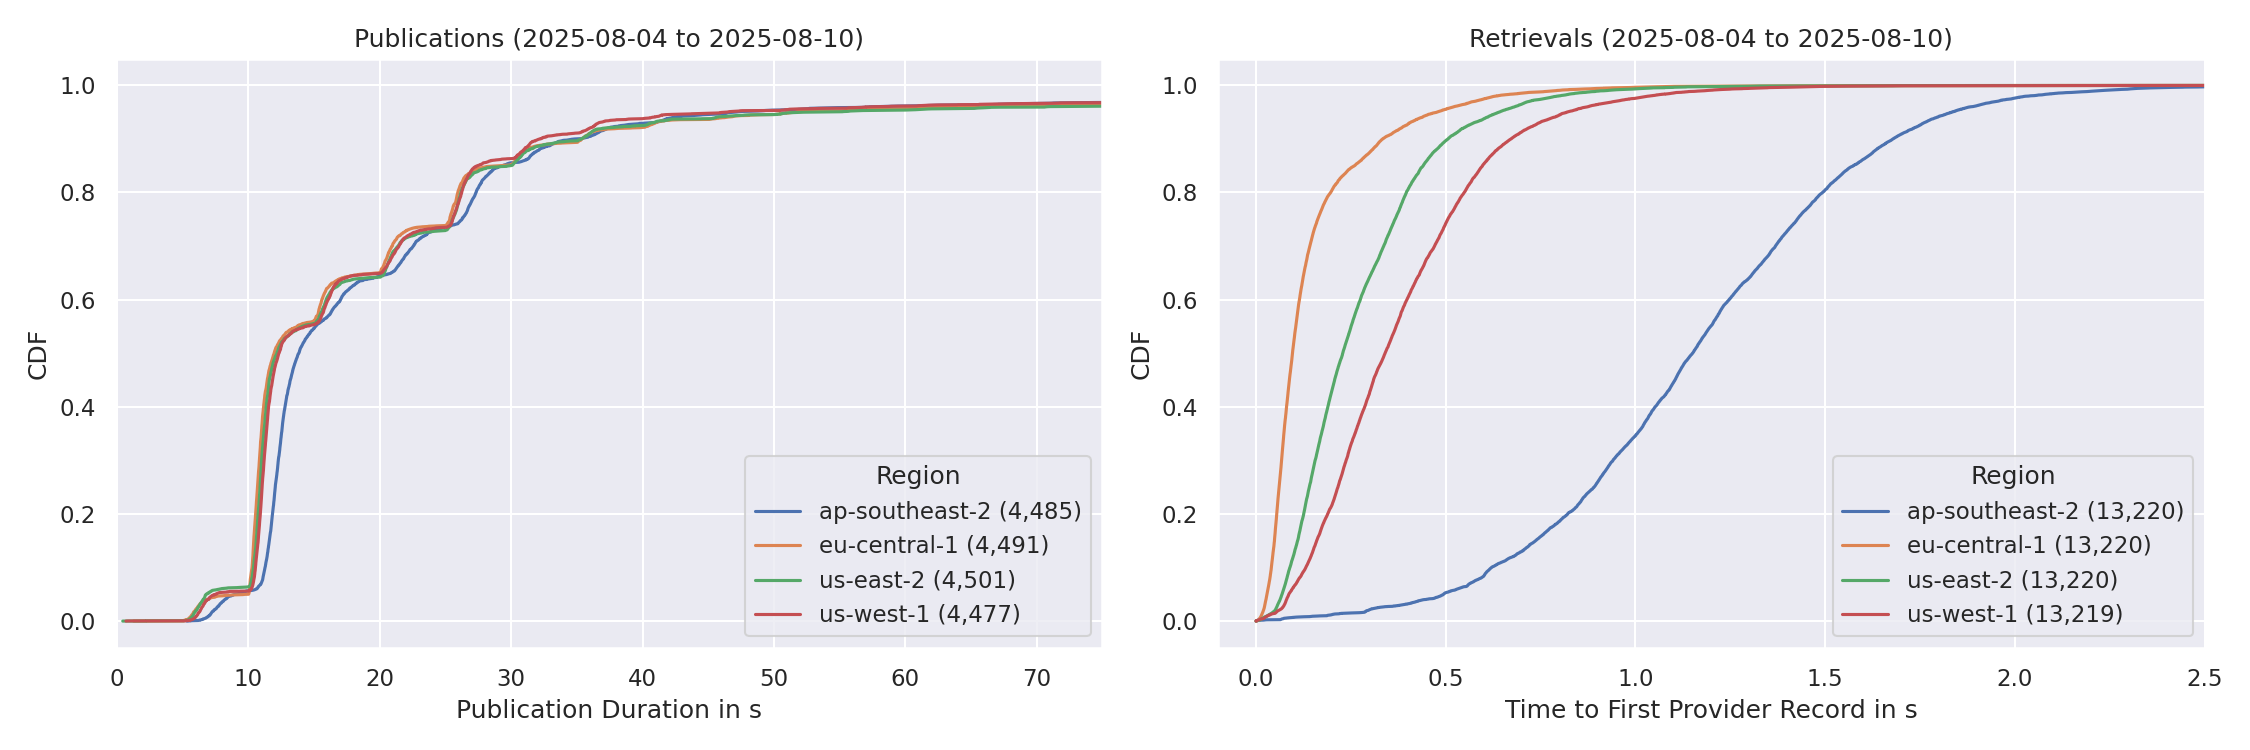 Publications (2025-08-04 to 2025-08-10)
CDF
1.0
0.8
0.6
0.4
0.2
0.0
Region
ap-southeast-2 (4,485)
eu-central-1 (4,491)
us-east-2 (4,501)
us-west-1 (4,477)
0 10 20 30 40 50 60 70
Publication Duration in s
Retrievals (2025-08-04 to 2025-08-10)
CDF
1.0
0.8
0.6
0.4
0.2
0.0
Region
ap-southeast-2 (13,220)
eu-central-1 (13,220)
us-east-2 (13,220)
us-west-1 (13,219)
0.0 0.5 1.0 1.5 2.0 2.5
Time to First Provider Record in s